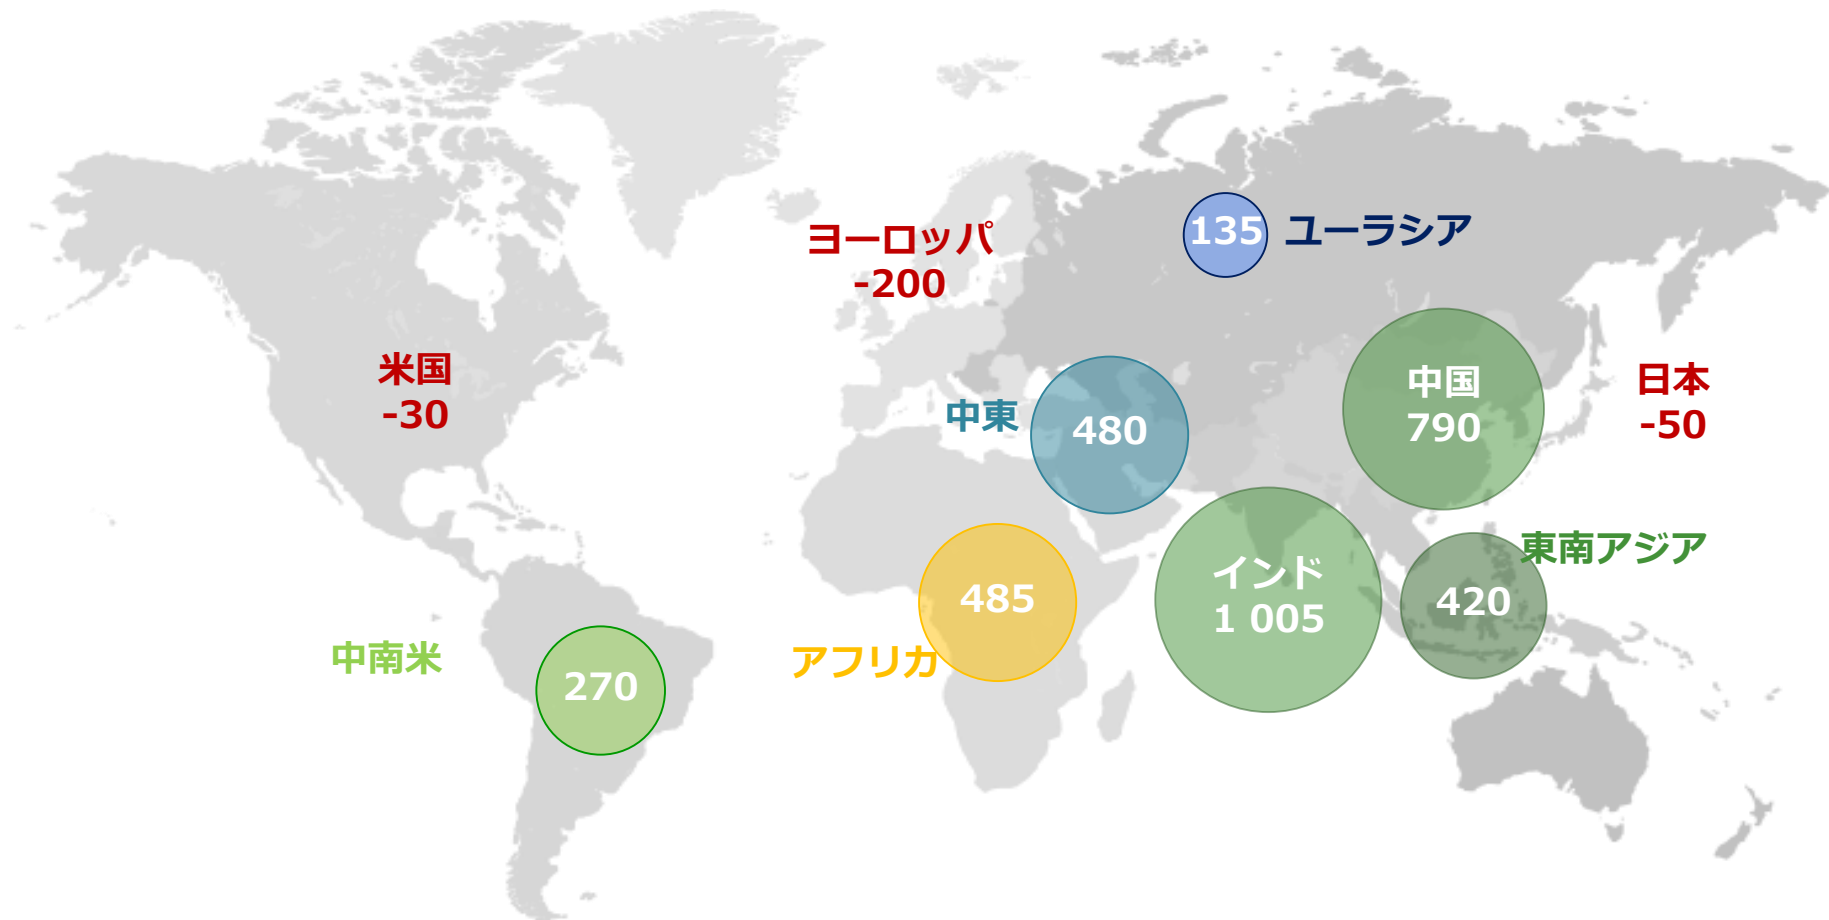 135
ユーラシア
ヨーロッパ
-200
米国
-30
中国
790
日本
-50
中東
480
インド
1 005
東南アジア
420
485
アフリカ
中南米
270